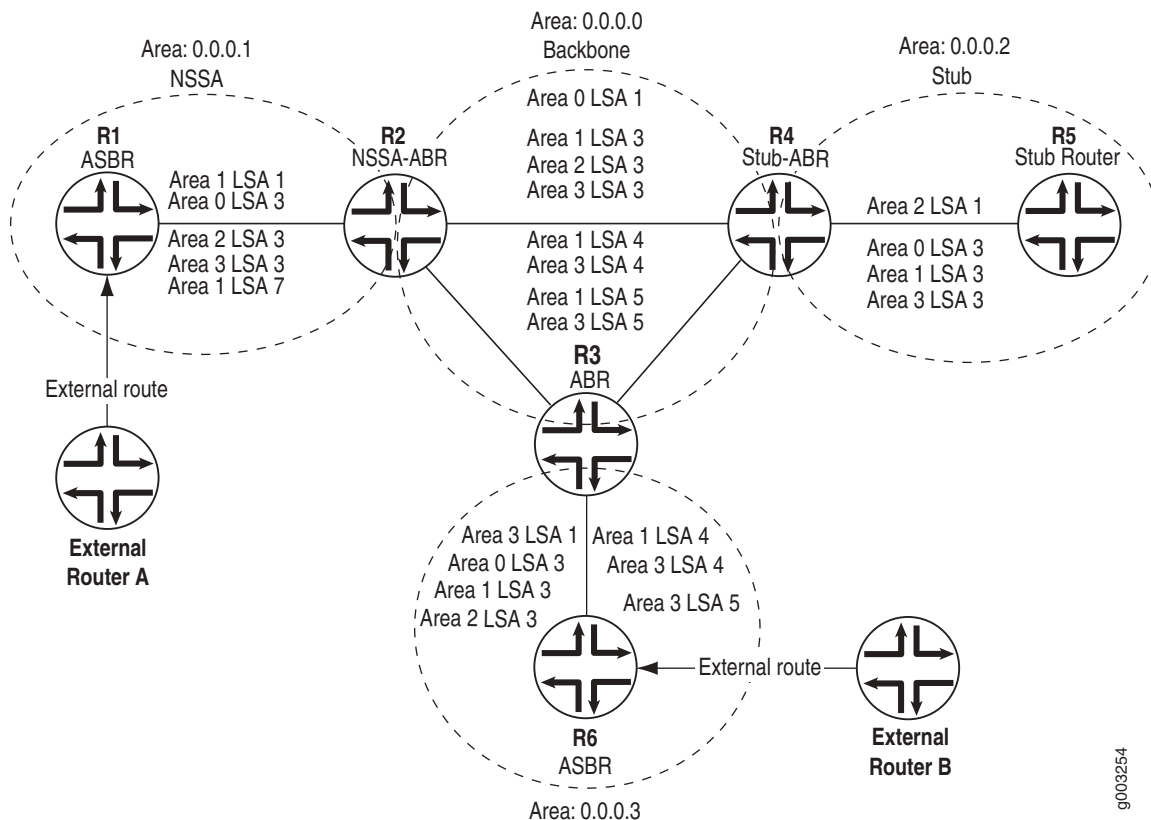 Area: 0.0.0.1
NSSA
Area: 0.0.0.0
Backbone
Area: 0.0.0.2
Stub
R1
ASBR
Area 1 LSA 1
Area 0 LSA 3
Area 2 LSA 3
Area 3 LSA 3
Area 1 LSA 7
R2
NSSA-ABR
Area 0 LSA 1
Area 1 LSA 3
Area 2 LSA 3
Area 3 LSA 3
Area 1 LSA 4
Area 3 LSA 4
Area 1 LSA 5
Area 3 LSA 5
R4
Stub-ABR
Area 2 LSA 1
Area 0 LSA 3
Area 1 LSA 3
Area 3 LSA 3
R5
Stub Router
R3
ABR
External route
External
Router A
Area 3 LSA 1
Area 0 LSA 3
Area 1 LSA 3
Area 2 LSA 3
Area 1 LSA 4
Area 3 LSA 4
Area 3 LSA 5
R6
ASBR
Area: 0.0.0.3
External route
External
Router B
g003254